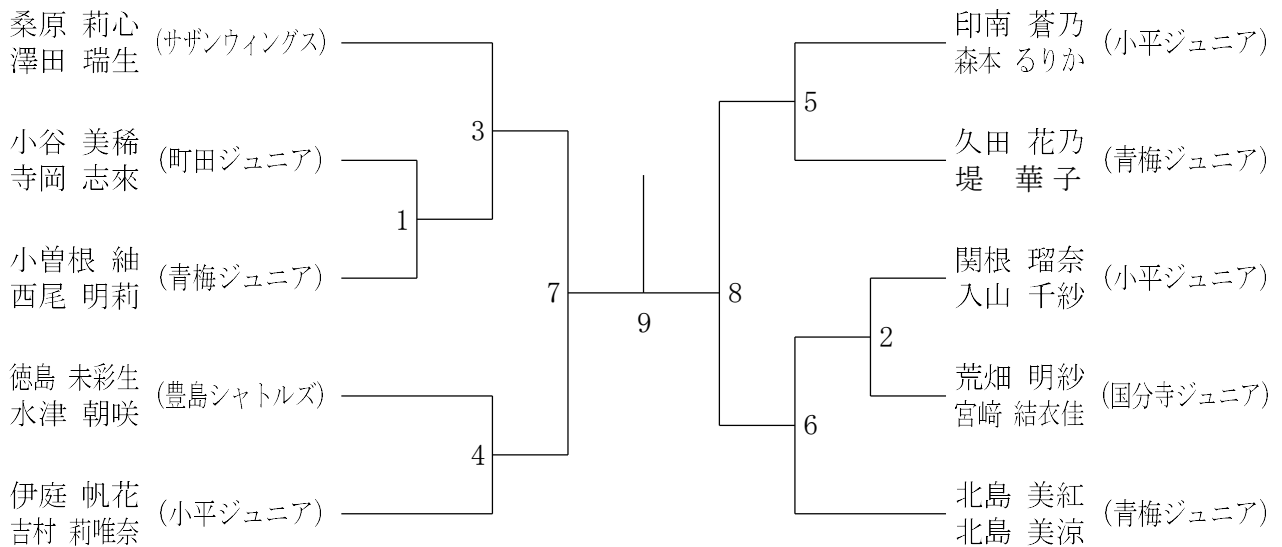 桑原 莉心
澤田 瑞生
(サザンウィングス)
小谷 美稀
寺岡 志來
(町田ジュニア)
小曽根 紬
西尾 明莉
(青梅ジュニア)
徳島 未彩生
水津 朝咲
(豊島シャトルズ)
伊庭 帆花
吉村 莉唯奈
(小平ジュニア)
3
1
4
7
9
8
5
2
6
印南 蒼乃
森本 るりか
(小平ジュニア)
久田 花乃
堤 華子
(青梅ジュニア)
関根 瑠奈
入山 千紗
(小平ジュニア)
荒畑 明紗
宮﨑 結衣佳
(国分寺ジュニア)
北島 美紅
北島 美涼
(青梅ジュニア)